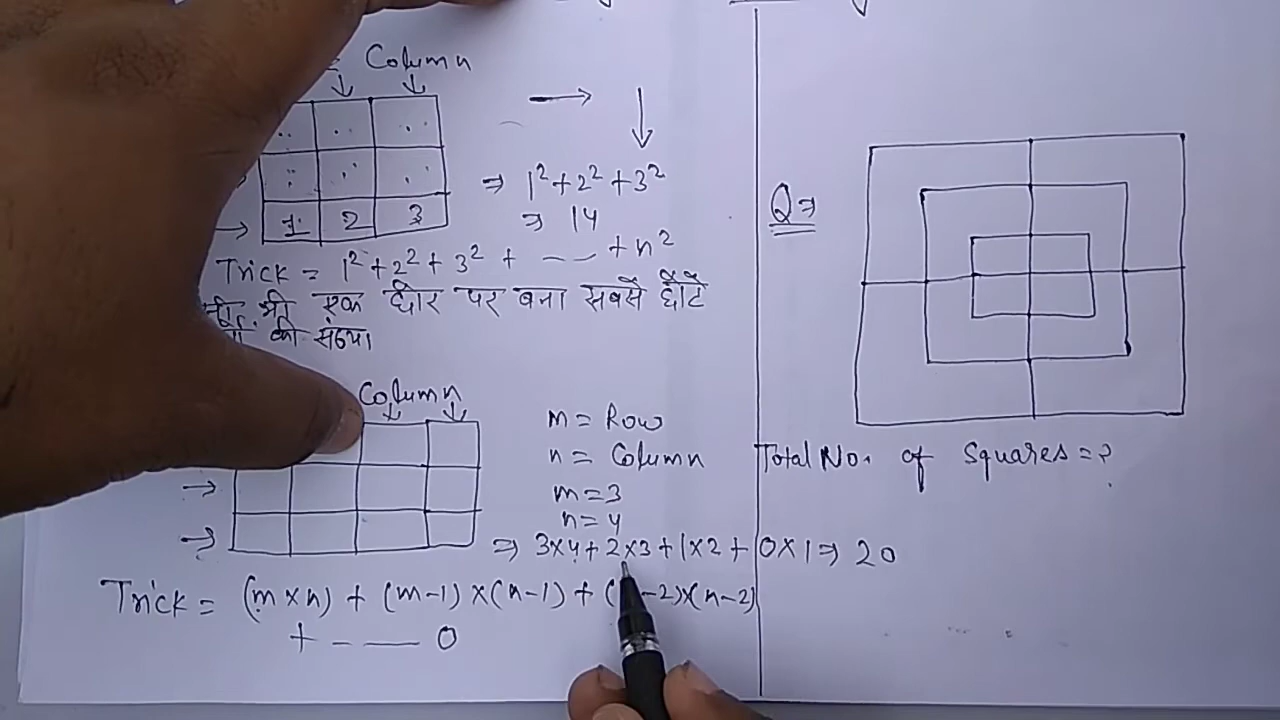 Column
1 2 3
⇒ 1²+2²+3²
⇒ 14
Trick = 1²+2²+3²+ -- +n²
श्री एक छोर पर बना सबसे छोटे
की संख्या
Column
m = Row
n = Column
m=3
n=4
⇒ 3×4+2×3+1×2+0×1⇒ 20
Trick = (m×n) + (m-1)×(n-1)+( -2)×(n-2)
+ -- 0
Q⇒
Total No. of Squares=?